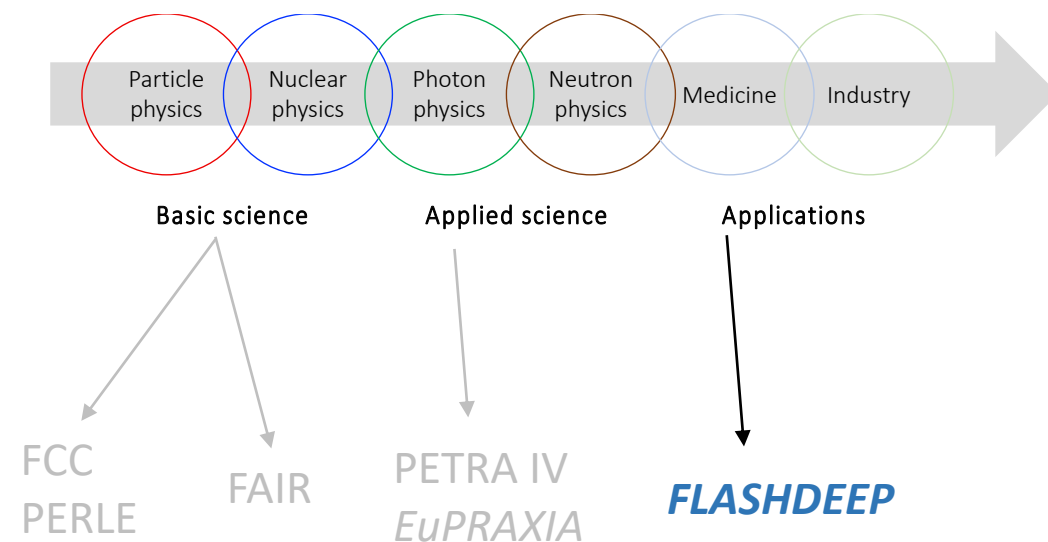 Particle
physics
Nuclear
physics
Photon
physics
Neutron
physics
Medicine
Industry
Basic science
Applied science
Applications
FCC
PERLE
FAIR
PETRA IV
EuPRAXIA
FLASHDEEP